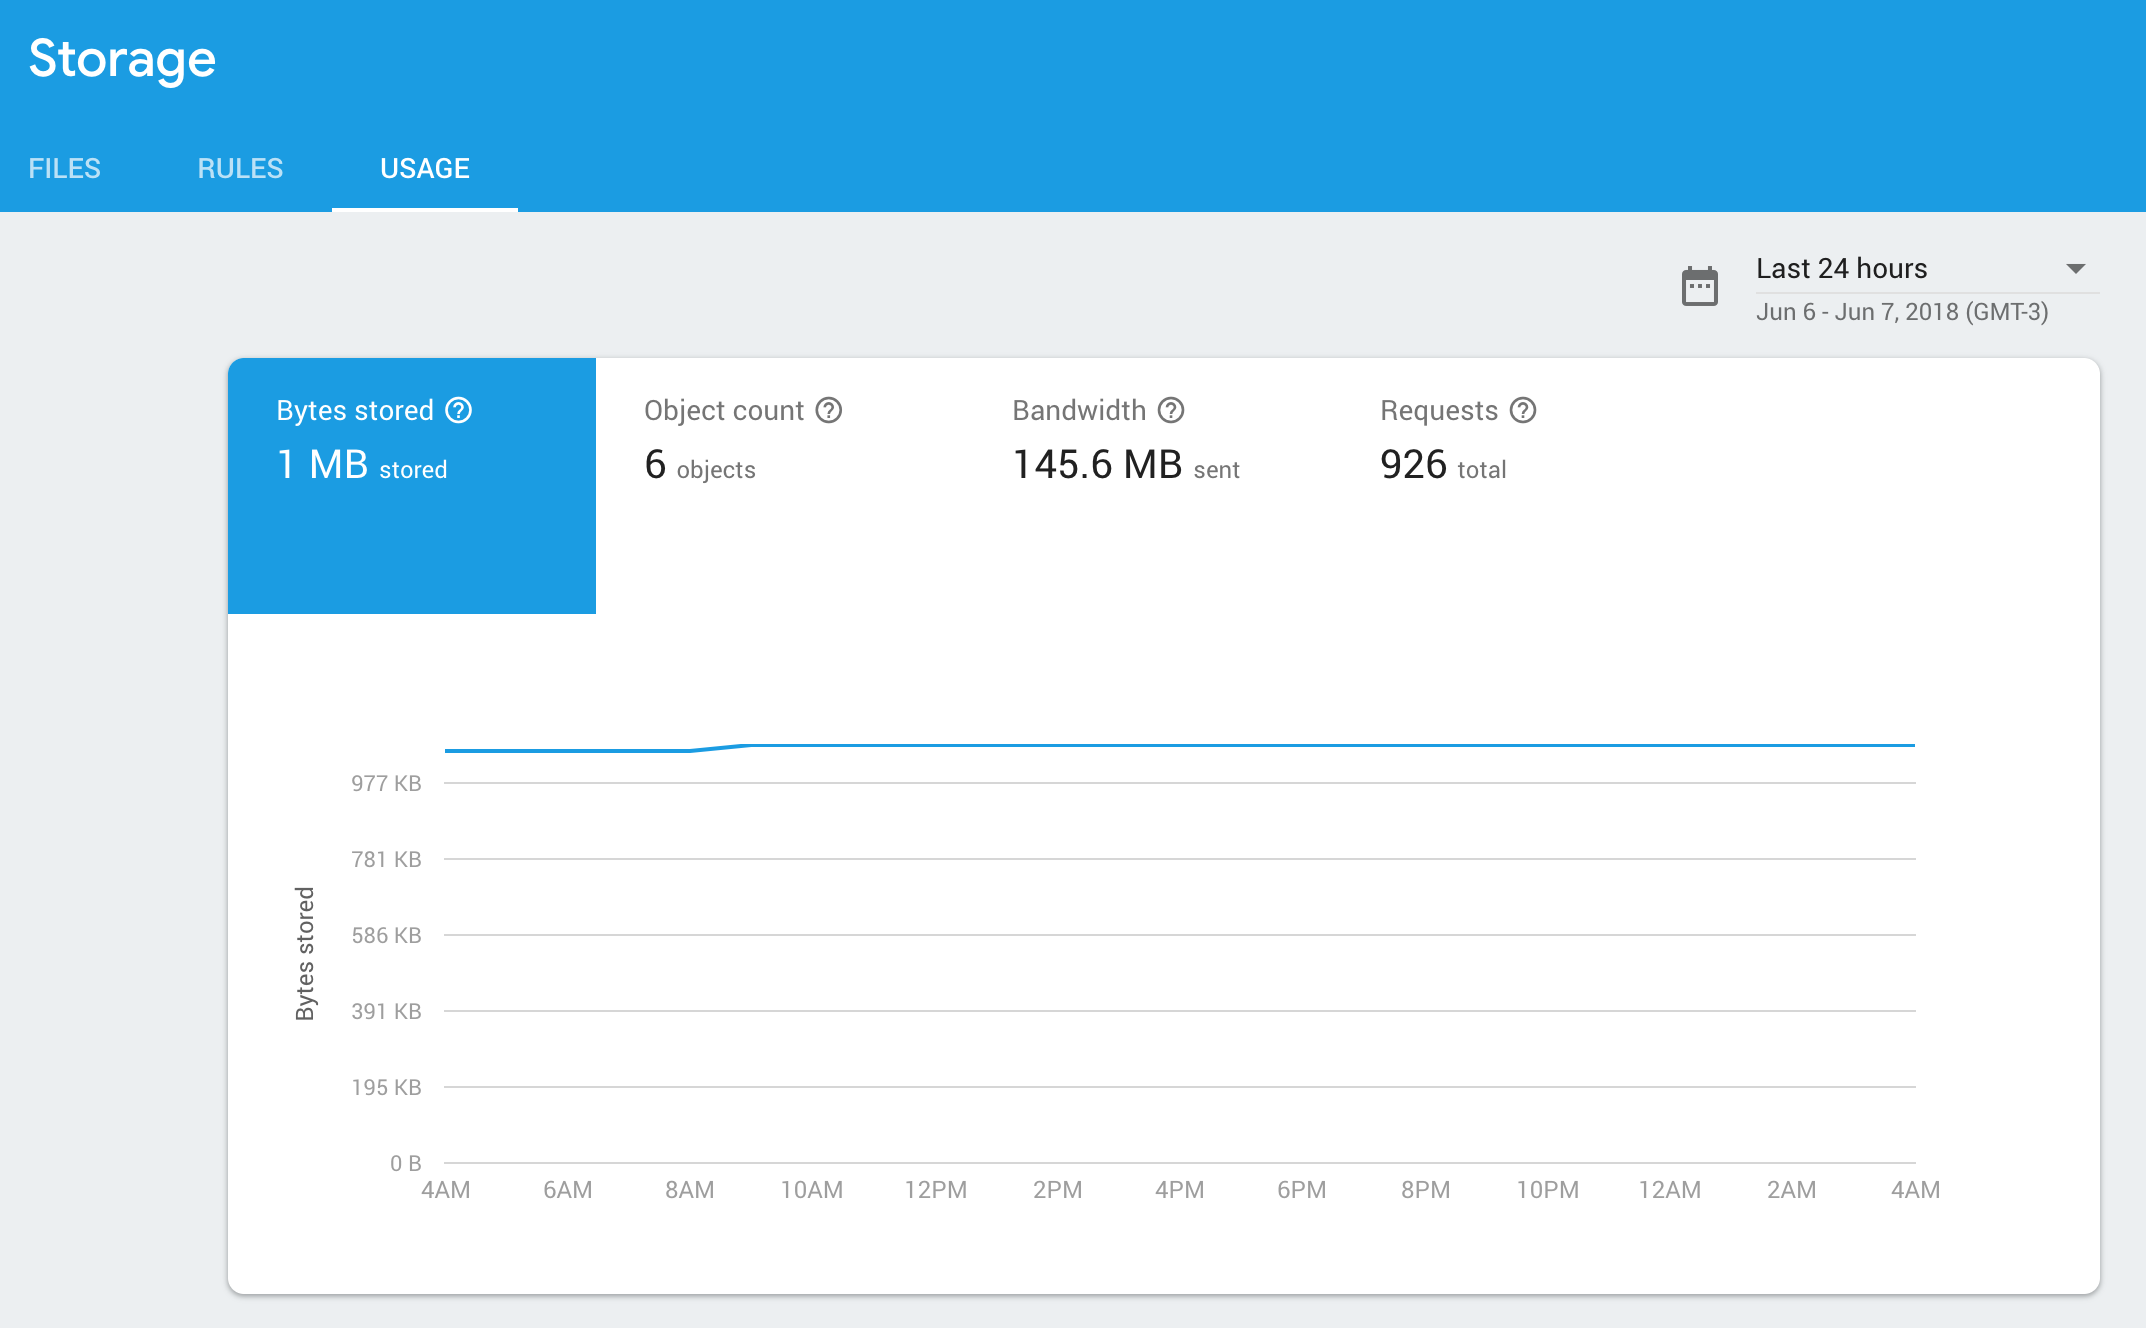 Storage
FILES RULES USAGE
Last 24 hours
Jun 6 - Jun 7, 2018 (GMT-3)
Bytes stored Object count Bandwidth Requests
1 MB stored 6 objects 145.6 MB sent 926 total
Bytes stored
977 KB
781 KB
586 KB
391 KB
195 KB
0 B
4AM 6AM 8AM 10AM 12PM 2PM 4PM 6PM 8PM 10PM 12AM 2AM 4AM